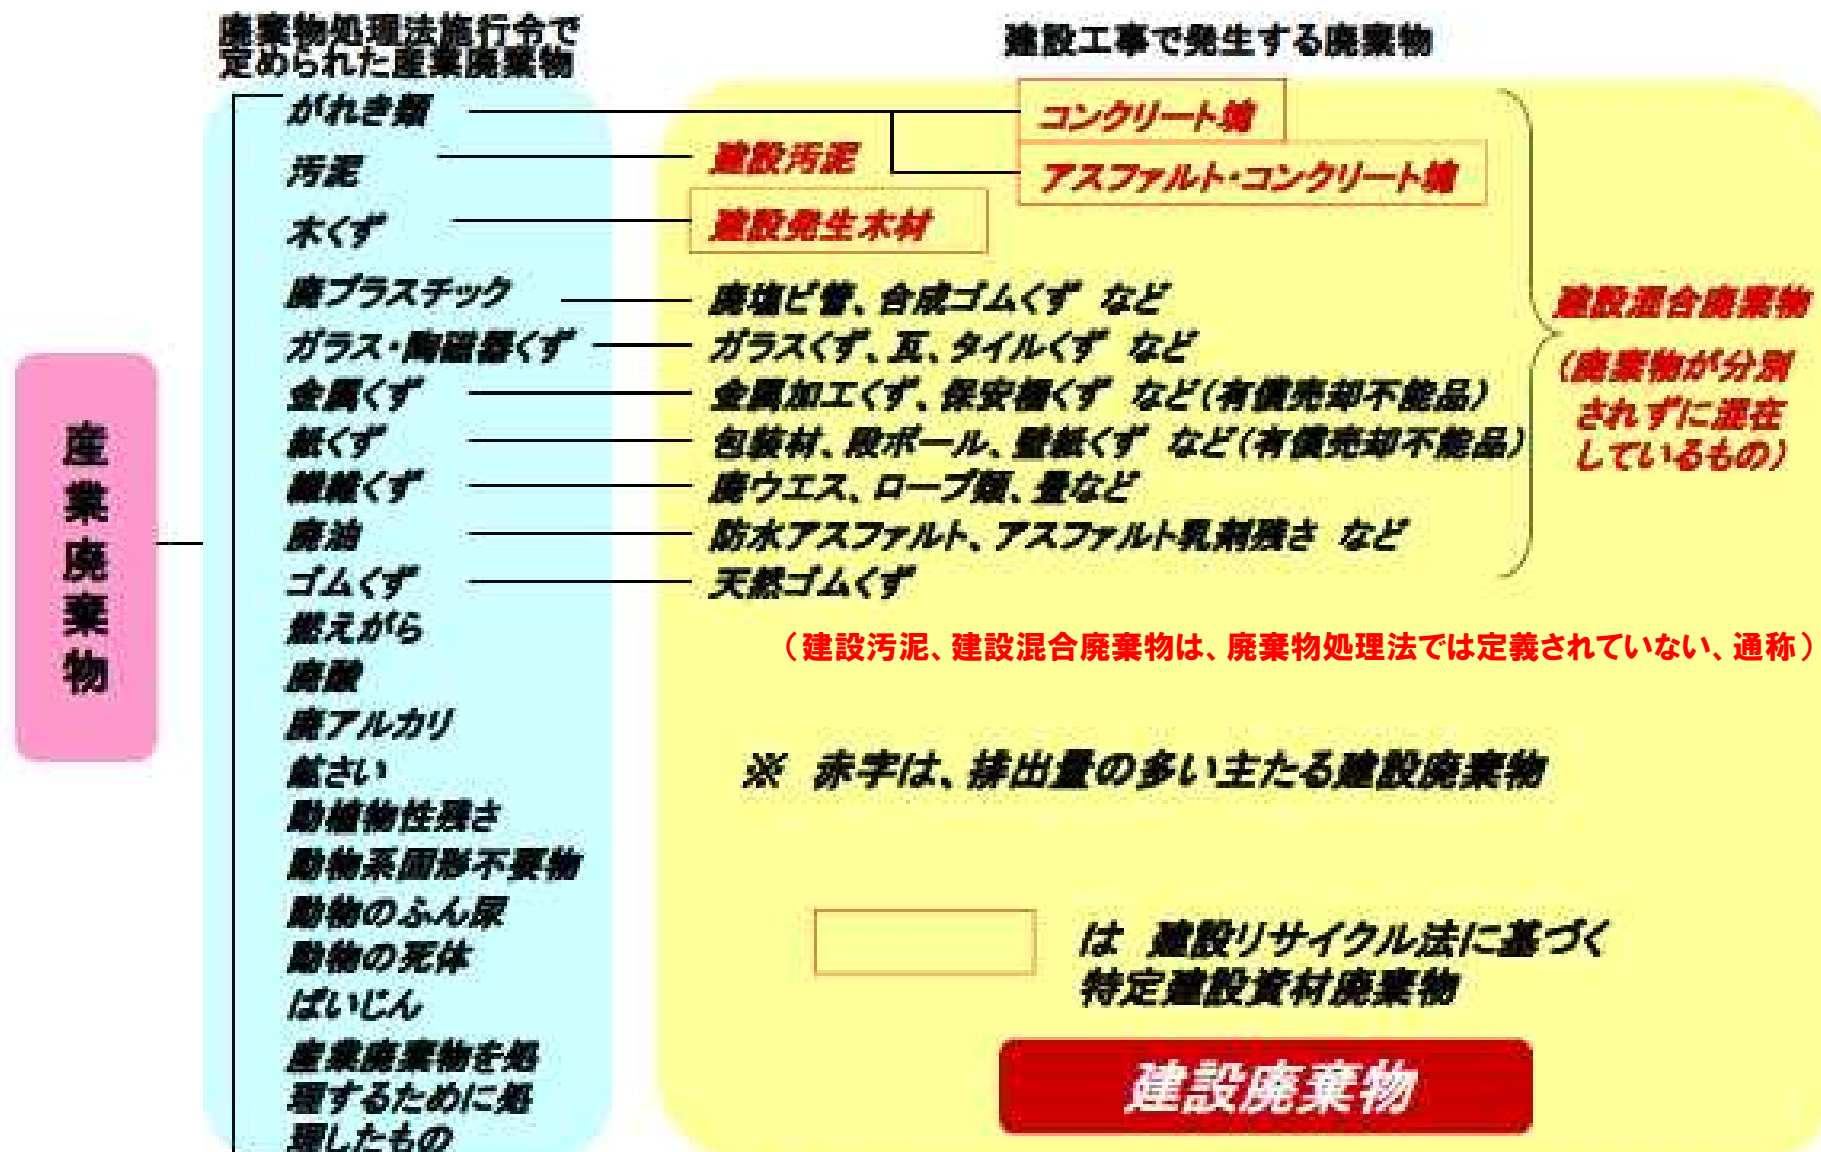 廃棄物処理法施行令で
定められた産業廃棄物
建設工事で発生する廃棄物
産業廃棄物
がれき類
コンクリート塊
アスファルト・コンクリート塊
汚泥
建設汚泥
木くず
建設発生木材
廃プラスチック
廃塩ビ管、合成ゴムくず など
ガラス・陶磁器くず
ガラスくず、瓦、タイルくず など
金属くず
金属加工くず、保安柵くず など(有償売却不能品)
紙くず
包装材、段ボール、壁紙くず など(有償売却不能品)
繊維くず
廃ウエス、ロープ類、畳など
廃油
防水アスファルト、アスファルト乳剤残さ など
ゴムくず
天然ゴムくず
建設混合廃棄物
(廃棄物が分別
されずに混在
しているもの)
燃えがら
廃酸
廃アルカリ
鉱さい
動植物性残さ
動物系固形不要物
動物のふん尿
動物の死体
ばいじん
産業廃棄物を処
理するために処
理したもの
(建設汚泥、建設混合廃棄物は、廃棄物処理法では定義されていない、通称)
※ 赤字は、排出量の多い主たる建設廃棄物
は 建設リサイクル法に基づく
特定建設資材廃棄物
建設廃棄物